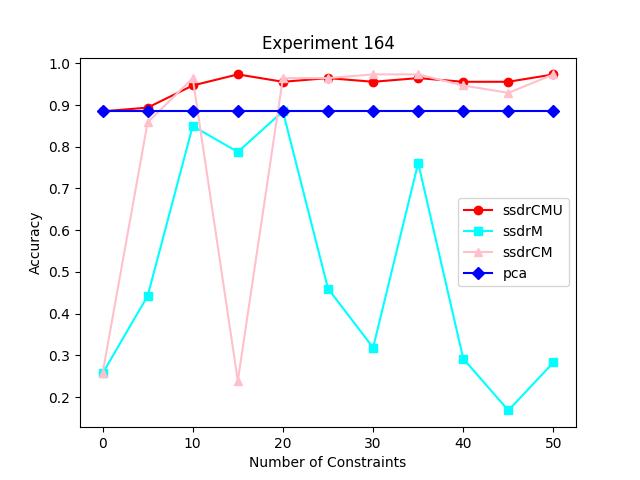 Experiment 164
Accuracy
1.0
0.9
0.8
0.7
0.6
0.5
0.4
0.3
0.2
ssdrCMU
ssdrM
ssdrCM
pca
0 10 20 30 40 50
Number of Constraints